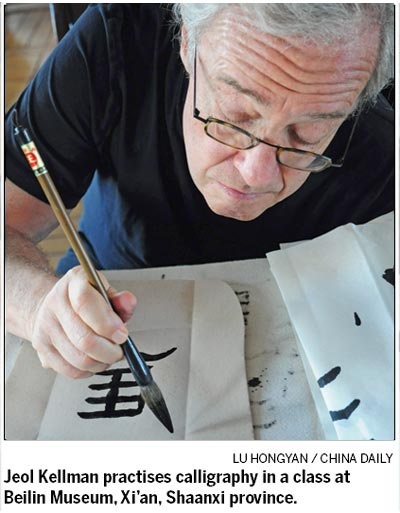 LU HONGYAN / CHINA DAILY
Jeol Kellman practises calligraphy in a class at
Beilin Museum, Xi'an, Shaanxi province.